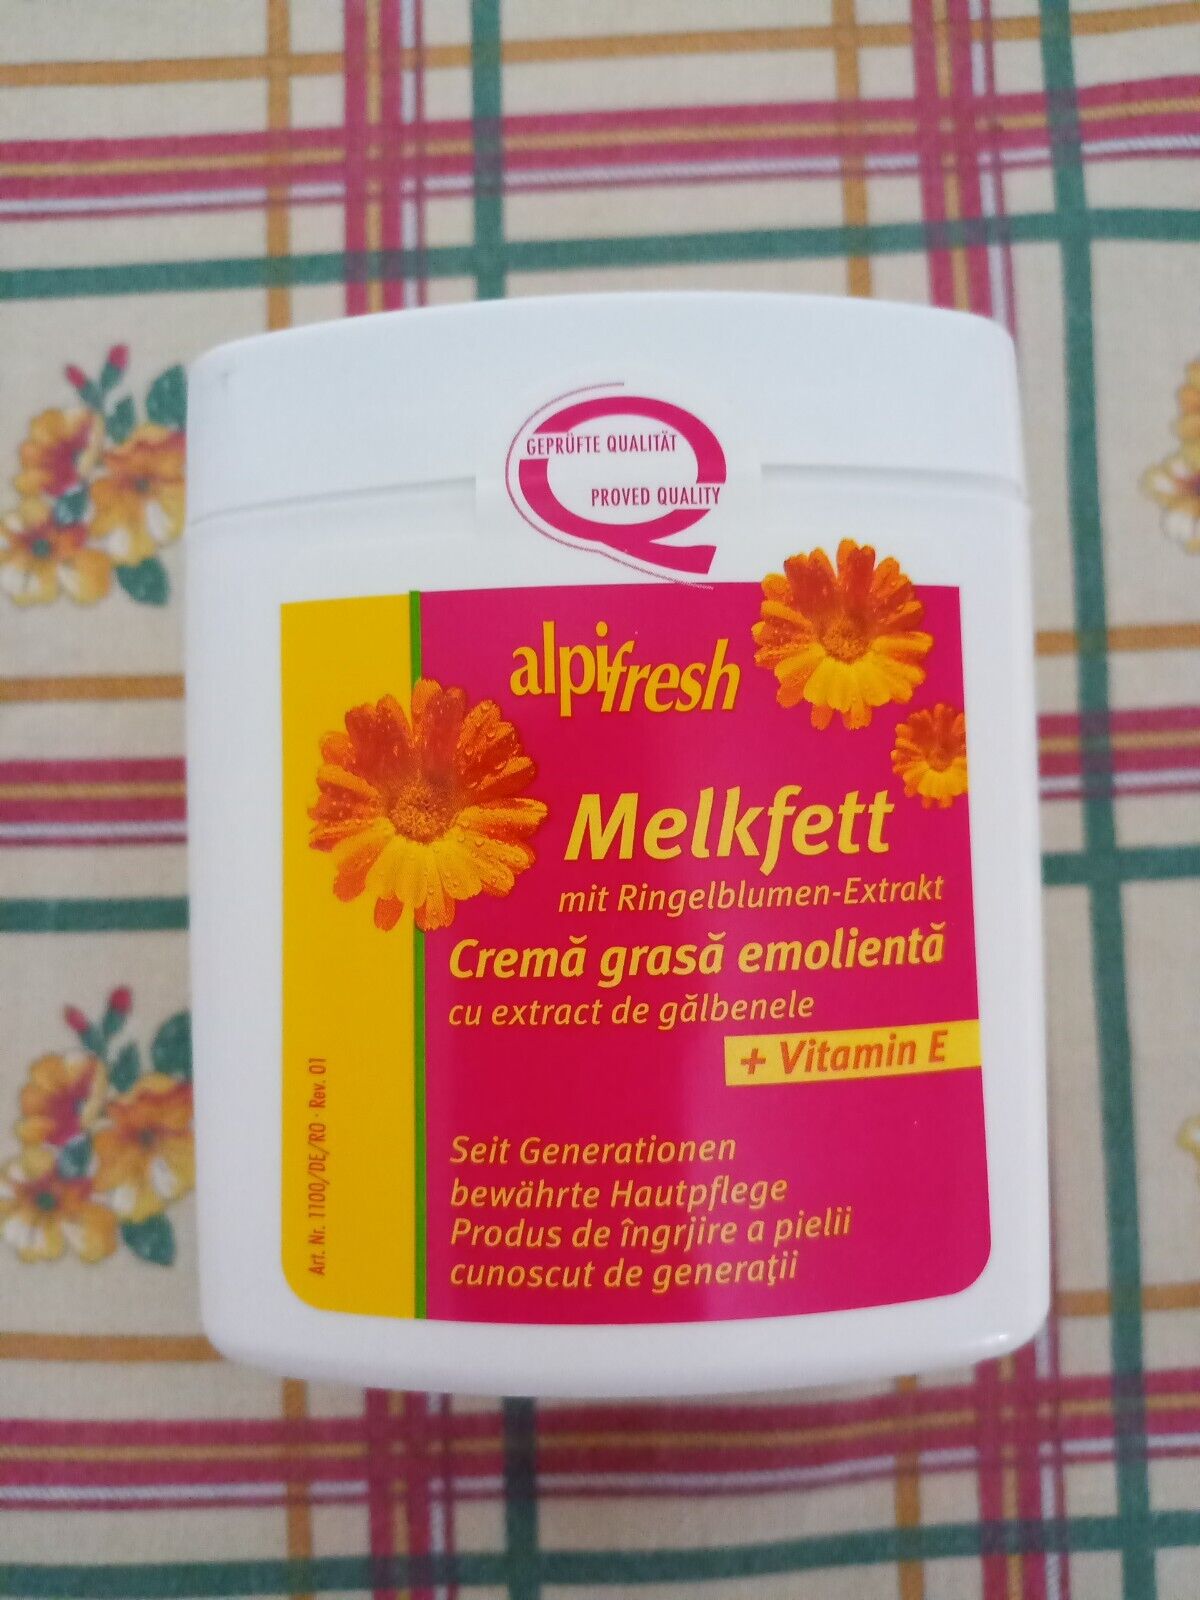 GEPRÜFTE QUALITÄT
PROVED QUALITY
alpifresh
Melkfett
mit Ringelblumen-Extrakt
Cremă grasă emolientă
cu extract de gălbenele
+ Vitamin E
Seit Generationen
bewährte Hautpflege
Produs de îngrjire a pielii
cunoscut de generaţii
Art. Nr. 1100/DE/RO · Rev. 01